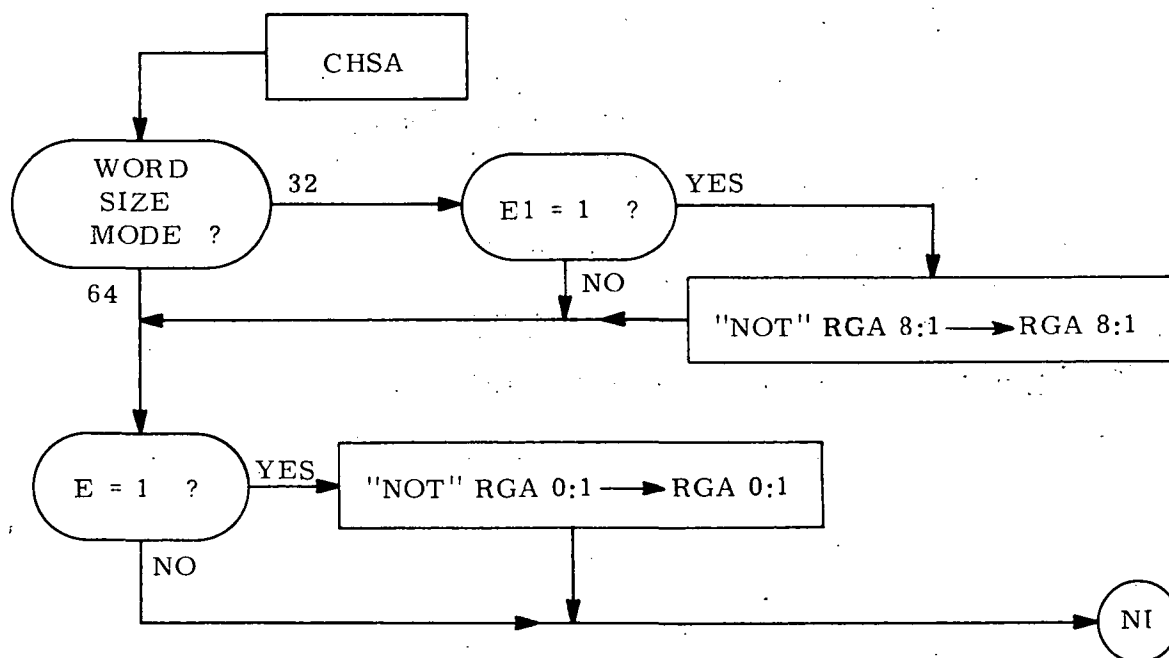 CHSA
WORD
SIZE
MODE ?
32
E1 = 1 ?
YES
NO
64
"NOT" RGA 8:1 → RGA 8:1
E = 1 ?
YES
"NOT" RGA 0:1 → RGA 0:1
NO
NI